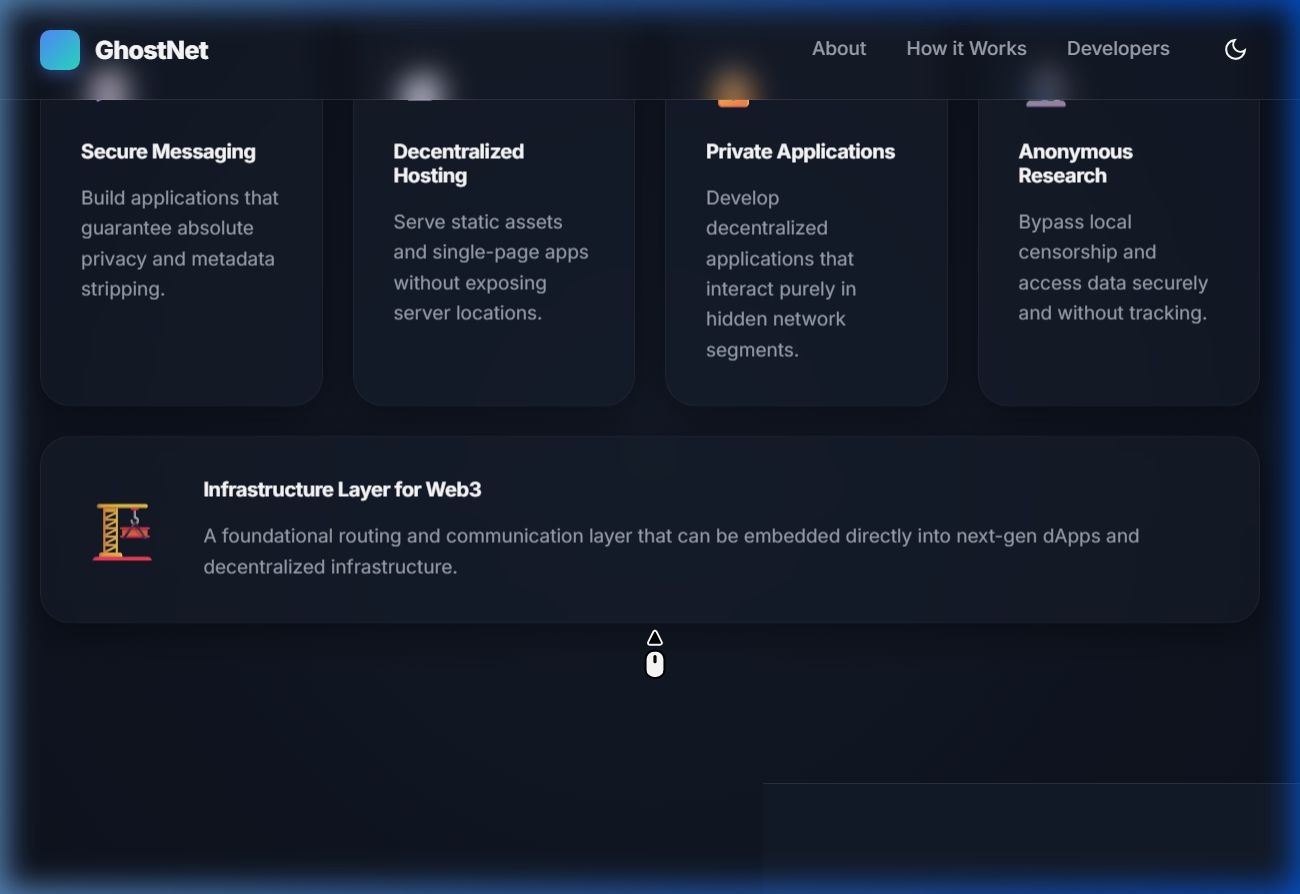 GhostNet
About
How it Works
Developers
Secure Messaging
Build applications that
guarantee absolute
privacy and metadata
stripping.
Decentralized
Hosting
Serve static assets
and single-page apps
without exposing
server locations.
Private Applications
Develop
decentralized
applications that
interact purely in
hidden network
segments.
Anonymous
Research
Bypass local
censorship and
access data securely
and without tracking.
Infrastructure Layer for Web3
A foundational routing and communication layer that can be embedded directly into next-gen dApps and
decentralized infrastructure.